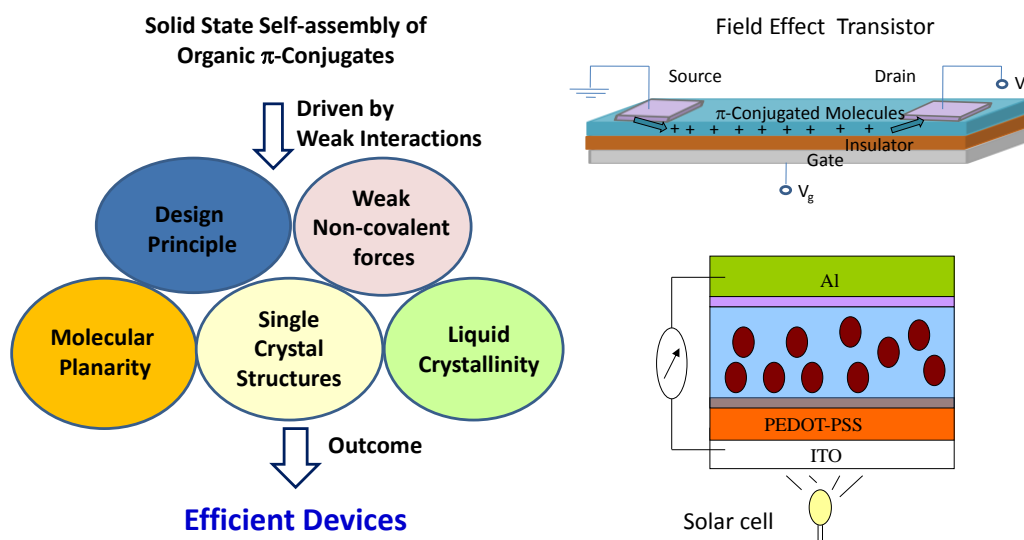 Solid State Self-assembly of
Organic π-Conjugates
Driven by
Weak Interactions
Design
Principle
Weak
Non-covalent
forces
Molecular
Planarity
Single
Crystal
Structures
Liquid
Crystallinity
Outcome
Efficient Devices
Field Effect Transistor
Source
Drain
V
π-Conjugated Molecules
+ + + + + + + + +
Insulator
Gate
Vg
Al
PEDOT-PSS
ITO
Solar cell